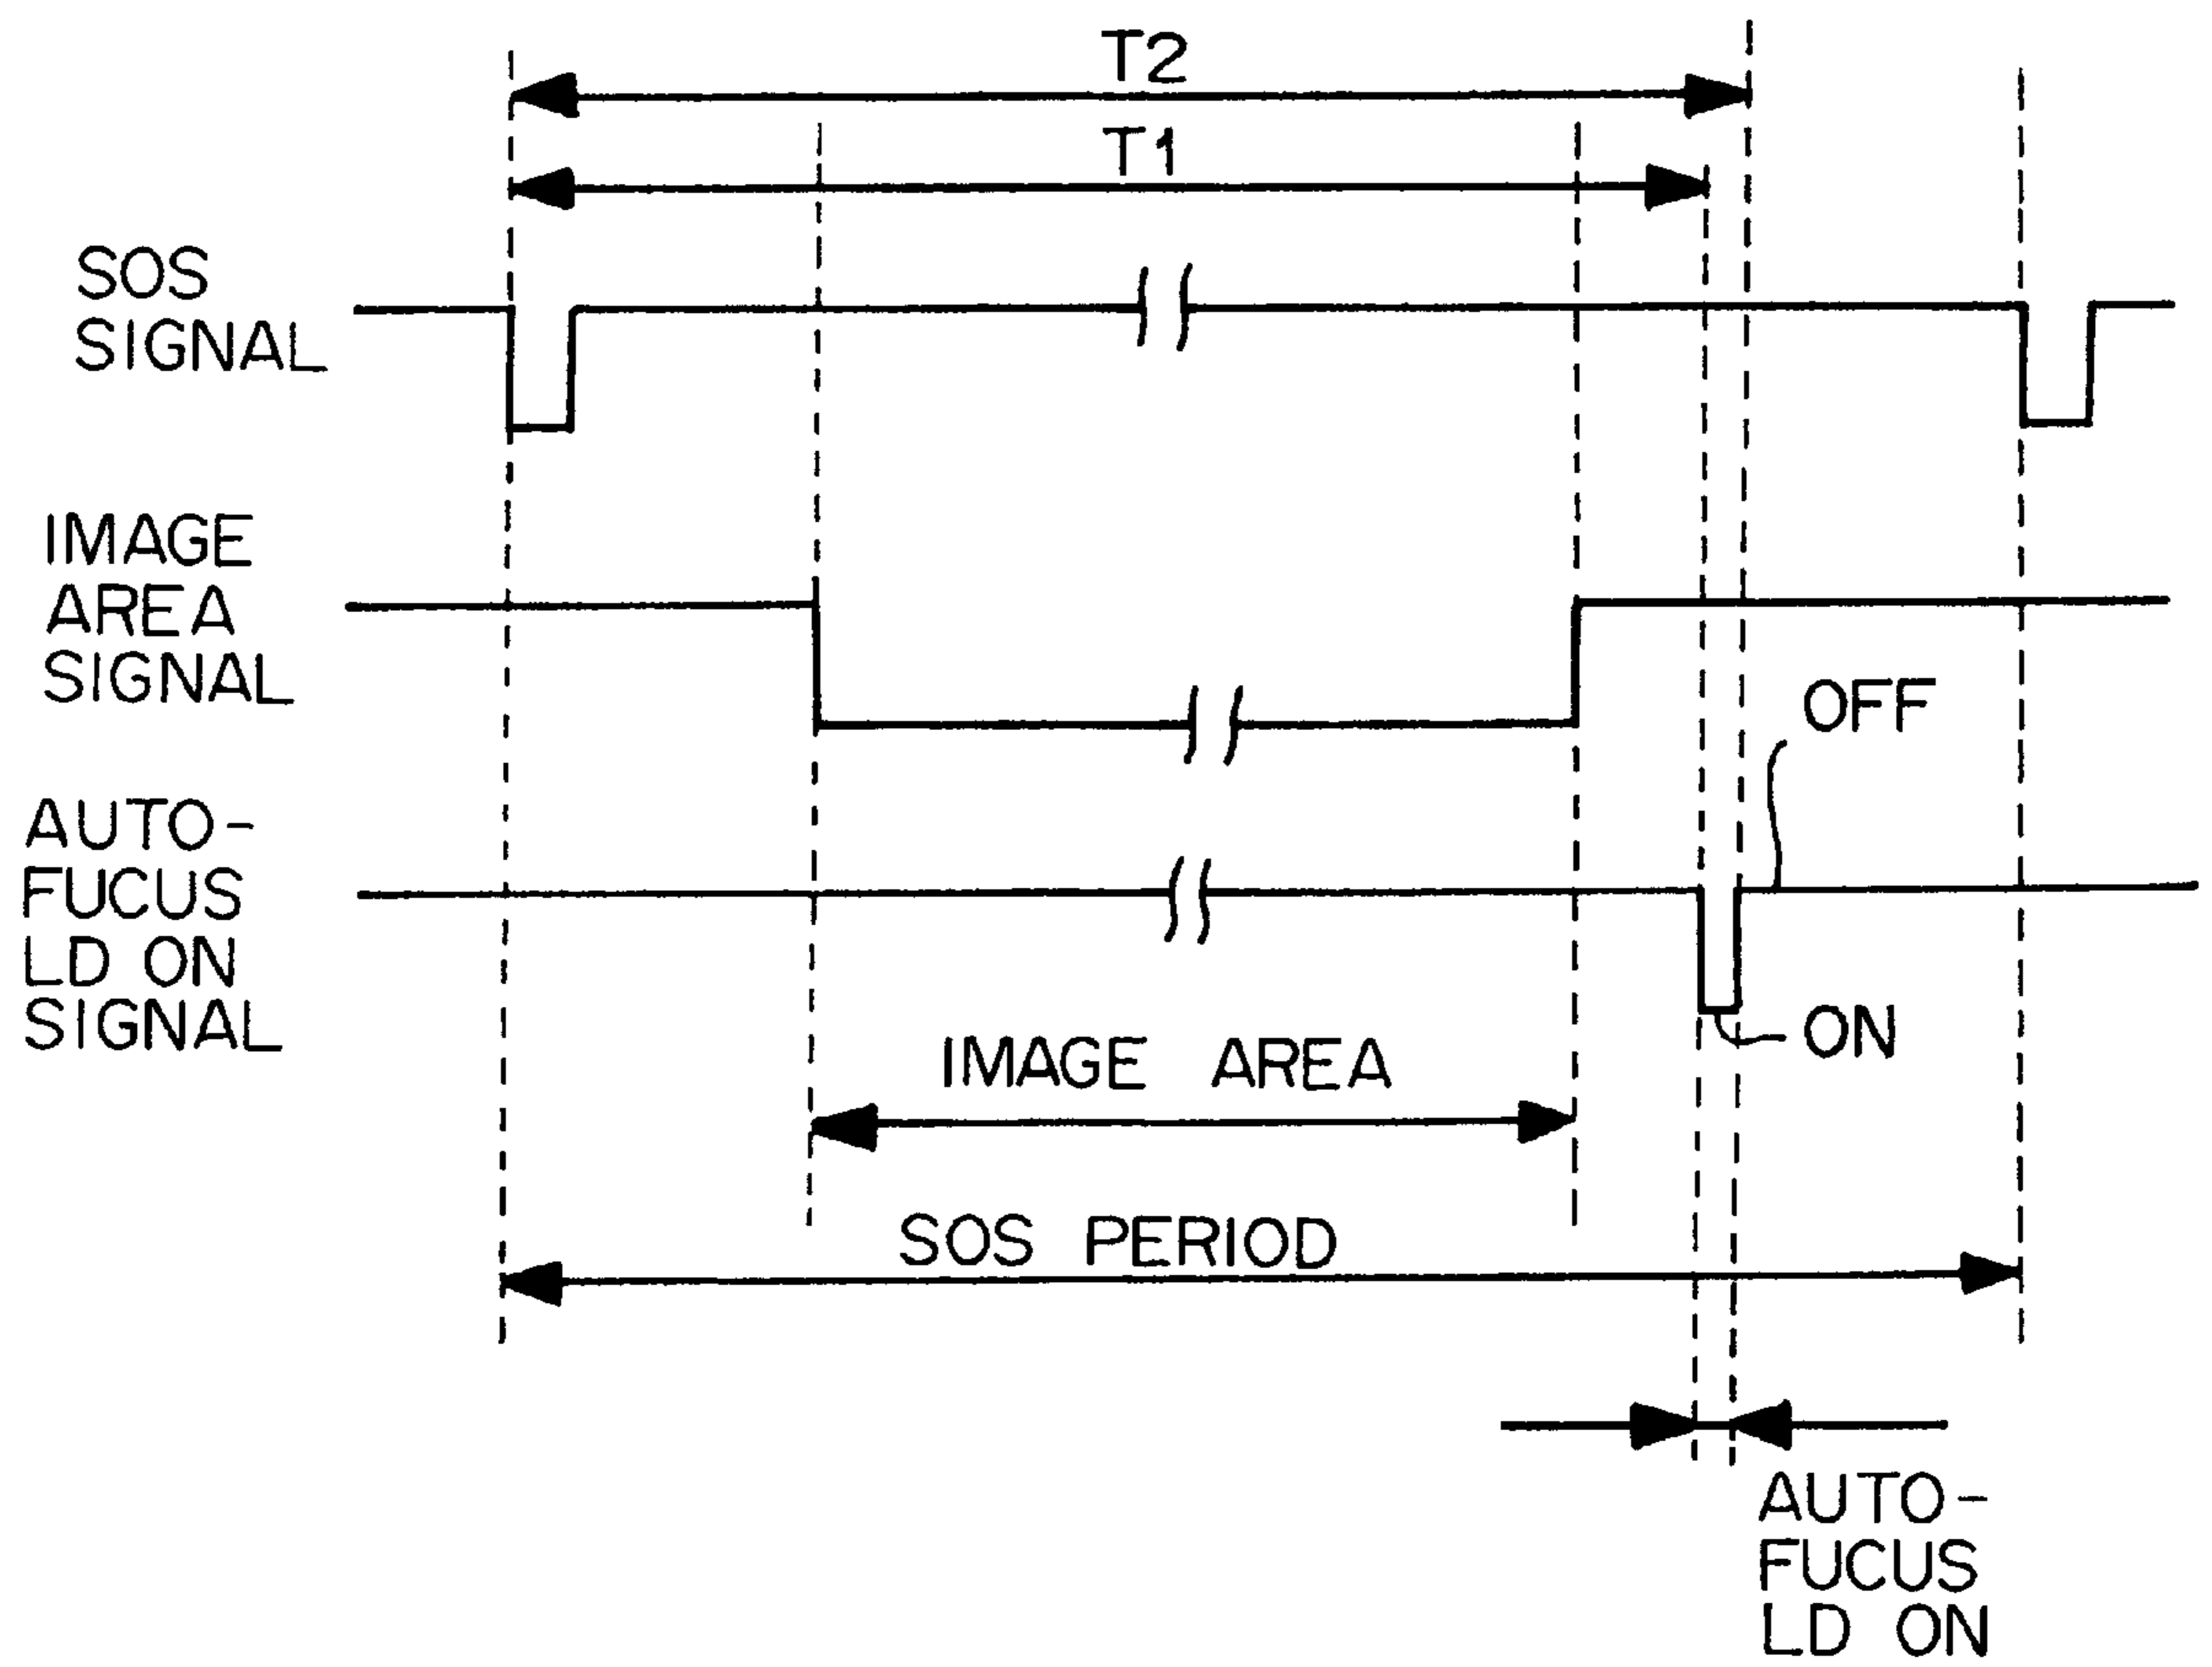 T2
T1
SOS
SIGNAL
IMAGE
AREA
SIGNAL
OFF
AUTO-
FUCUS
LD ON
SIGNAL
ON
IMAGE AREA
SOS PERIOD
AUTO-
FUCUS
LD ON